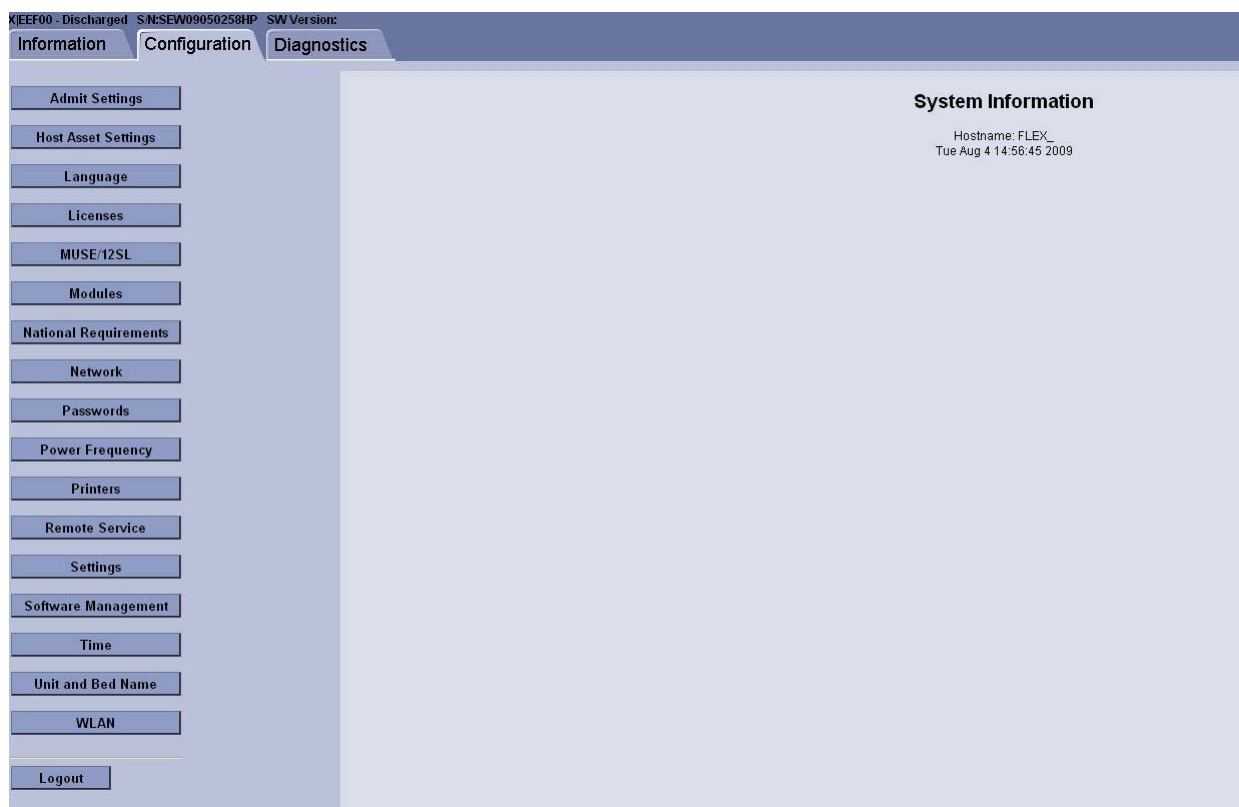 X|EEF00 - Discharged S/N:SEW09050258HP SW Version:
Information Configuration Diagnostics
Admit Settings
Host Asset Settings
Language
Licenses
MUSE/12SL
Modules
National Requirements
Network
Passwords
Power Frequency
Printers
Remote Service
Settings
Software Management
Time
Unit and Bed Name
WLAN
Logout
System Information
Hostname: FLEX_
Tue Aug 4 14:56:45 2009